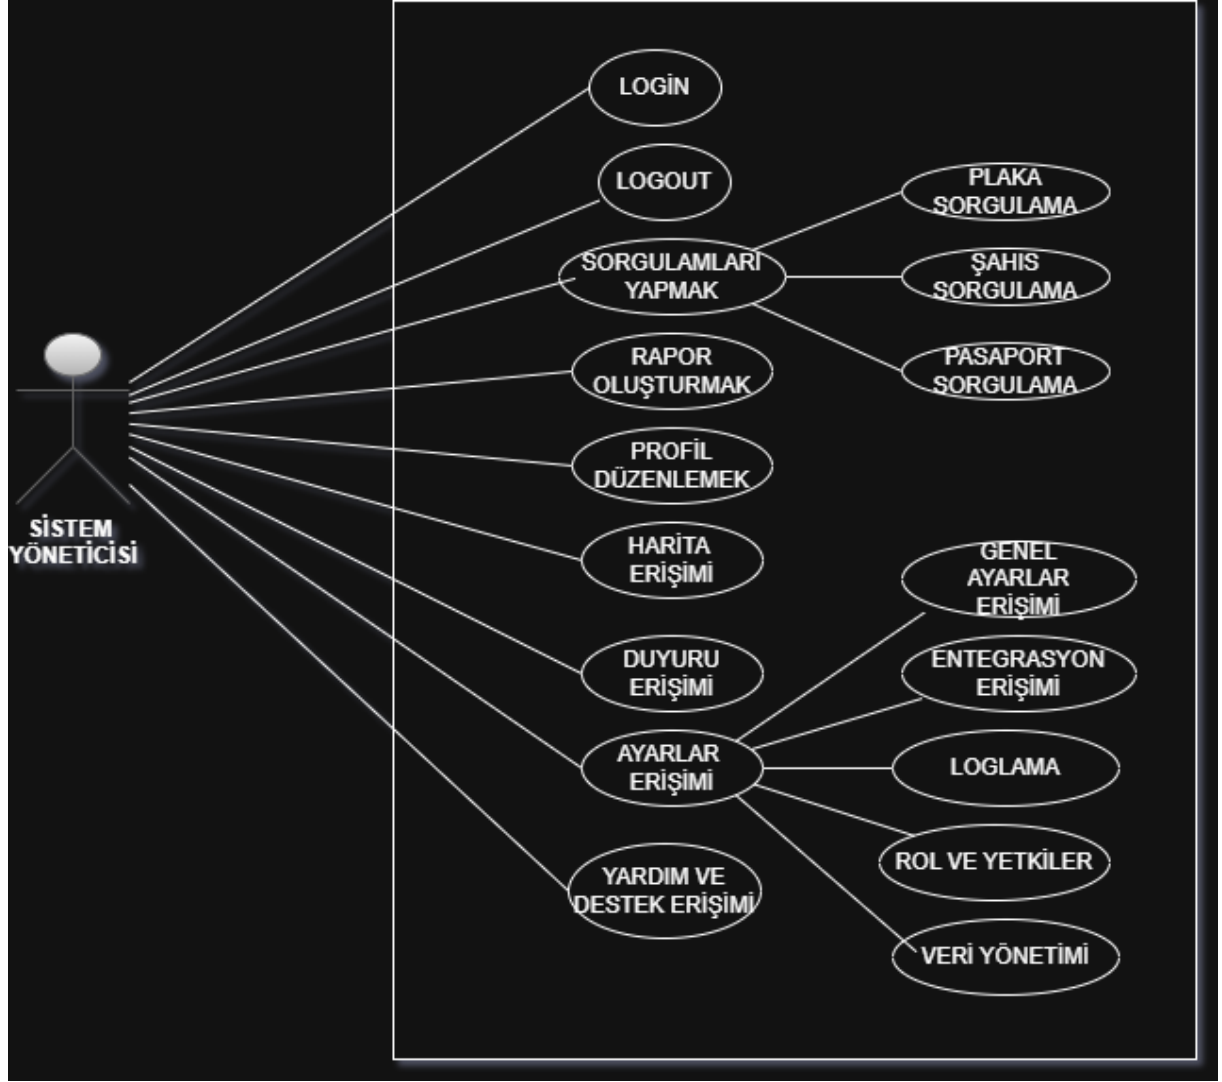 LOGİN
LOGOUT
SORGULAMLARI
YAPMAK
PLAKA
SORGULAMA
ŞAHIS
SORGULAMA
PASAPORT
SORGULAMA
RAPOR
OLUŞTURMAK
PROFİL
DÜZENLEMEK
SİSTEM
YÖNETİCİSİ
HARİTA
ERİŞİMİ
DUYURU
ERİŞİMİ
AYARLAR
ERİŞİMİ
GENEL
AYARLAR
ERİŞİMİ
ENTEGRASYON
ERİŞİMİ
LOGLAMA
ROL VE YETKİLER
VERİ YÖNETİMİ
YARDIM VE
DESTEK ERİŞİMİ